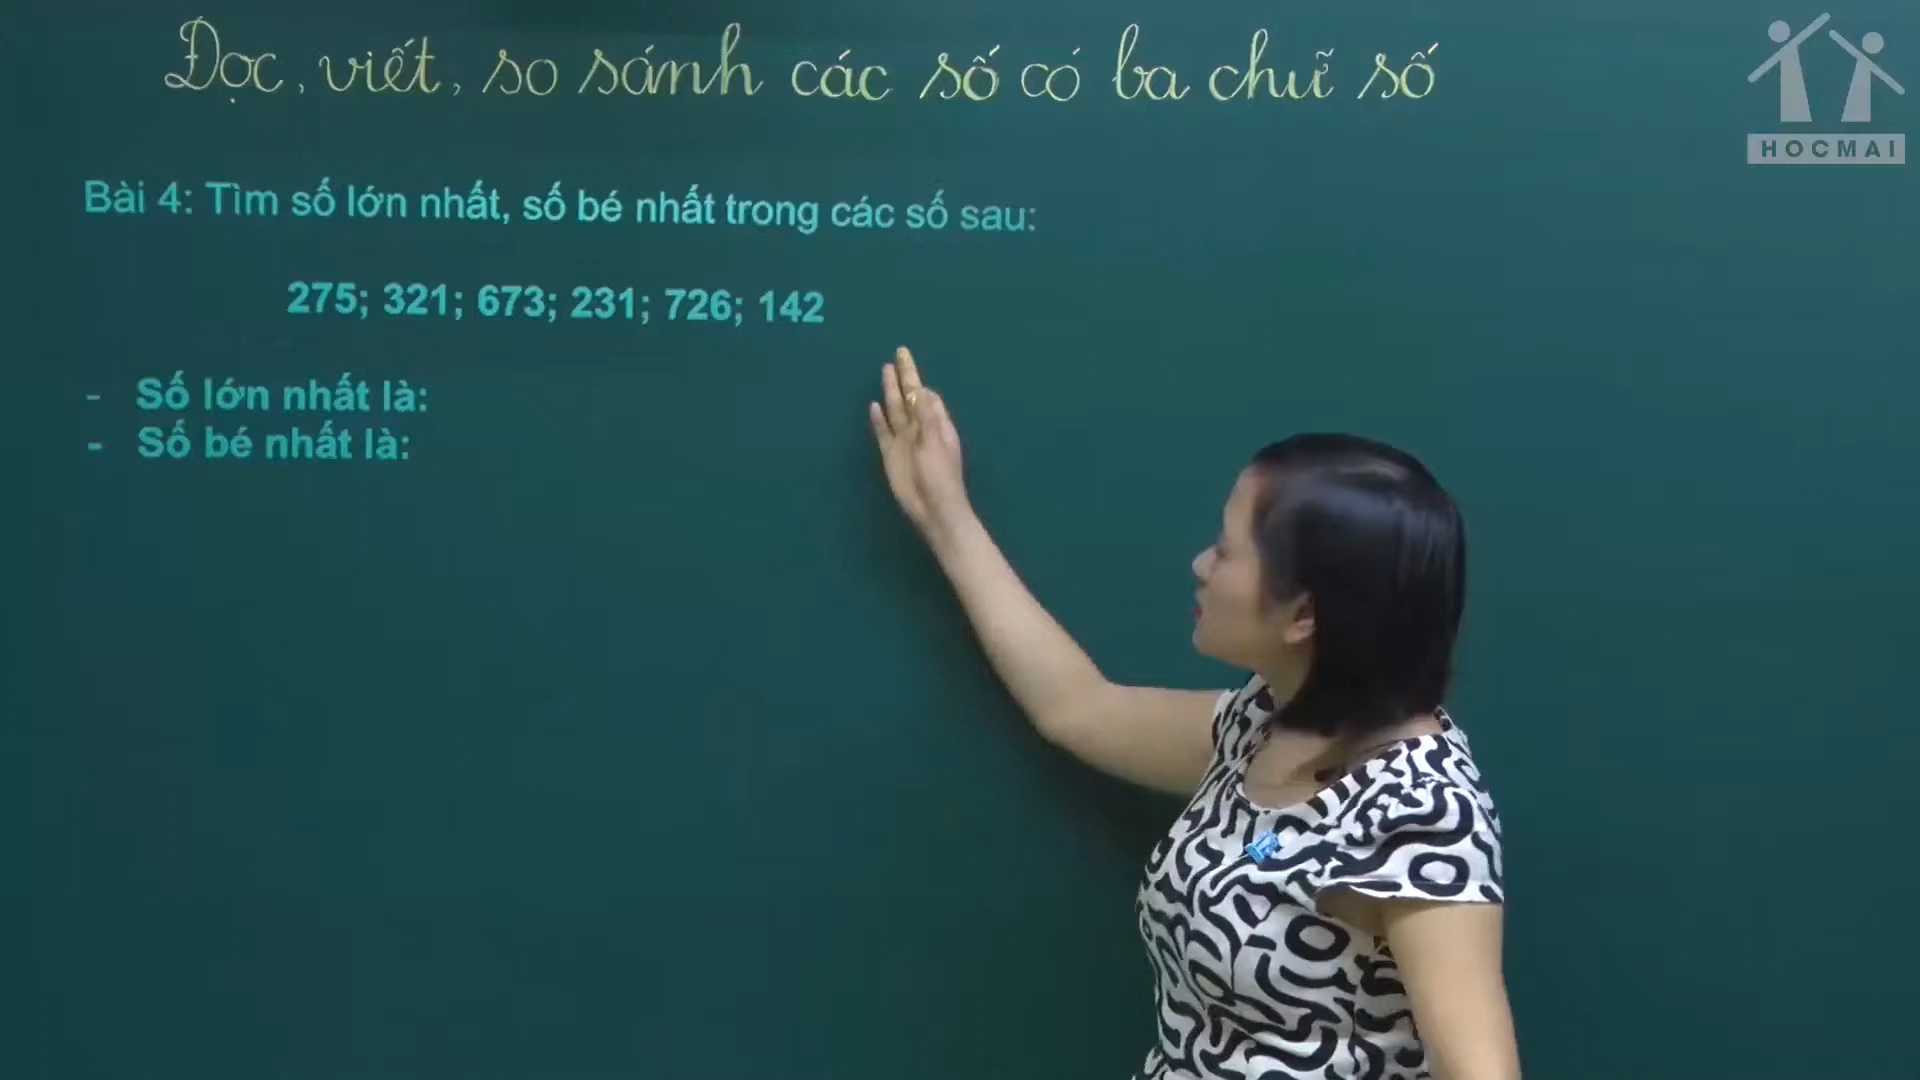 Đọc, viết, so sánh các số có ba chữ số
HOCMAI
Bài 4: Tìm số lớn nhất, số bé nhất trong các số sau:
275; 321; 673; 231; 726; 142
- Số lớn nhất là:
- Số bé nhất là: